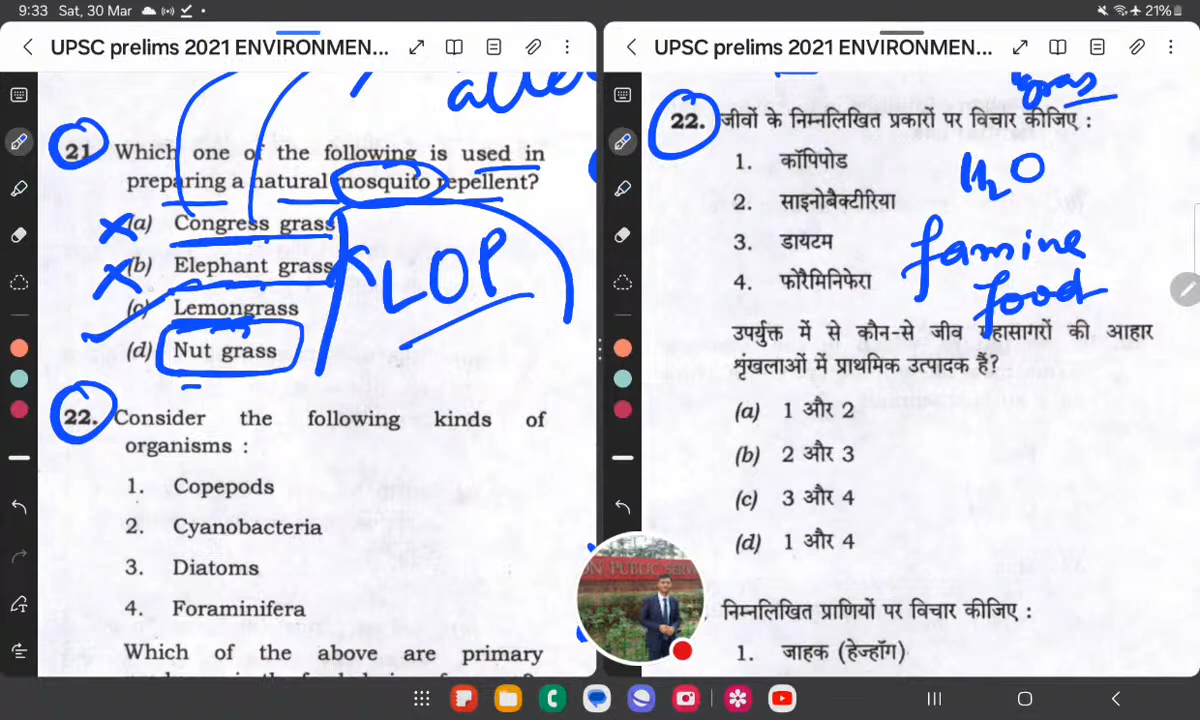 9:33 Sat, 30 Mar
21%
UPSC prelims 2021 ENVIRONMEN...
UPSC prelims 2021 ENVIRONMEN...
21 Which one of the following is used in
preparing a natural mosquito repellent?
(a) Congress grass
(b) Elephant grass
(c) Lemongrass
(d) Nut grass
KLOP
22. Consider the following kinds of
organisms :
1. Copepods
2. Cyanobacteria
3. Diatoms
4. Foraminifera
Which of the above are primary
gras
22. जीवों के निम्नलिखित प्रकारों पर विचार कीजिए :
1. कॉपिपोड
2. साइनोबैक्टीरिया
3. डायटम
4. फोरैमिनिफेरा
H2O
famine
food
उपर्युक्त में से कौन-से जीव महासागरों की आहार
शृंखलाओं में प्राथमिक उत्पादक हैं?
(a) 1 और 2
(b) 2 और 3
(c) 3 और 4
(d) 1 और 4
निम्नलिखित प्राणियों पर विचार कीजिए :
1. जाहक (हेज्हॉग)